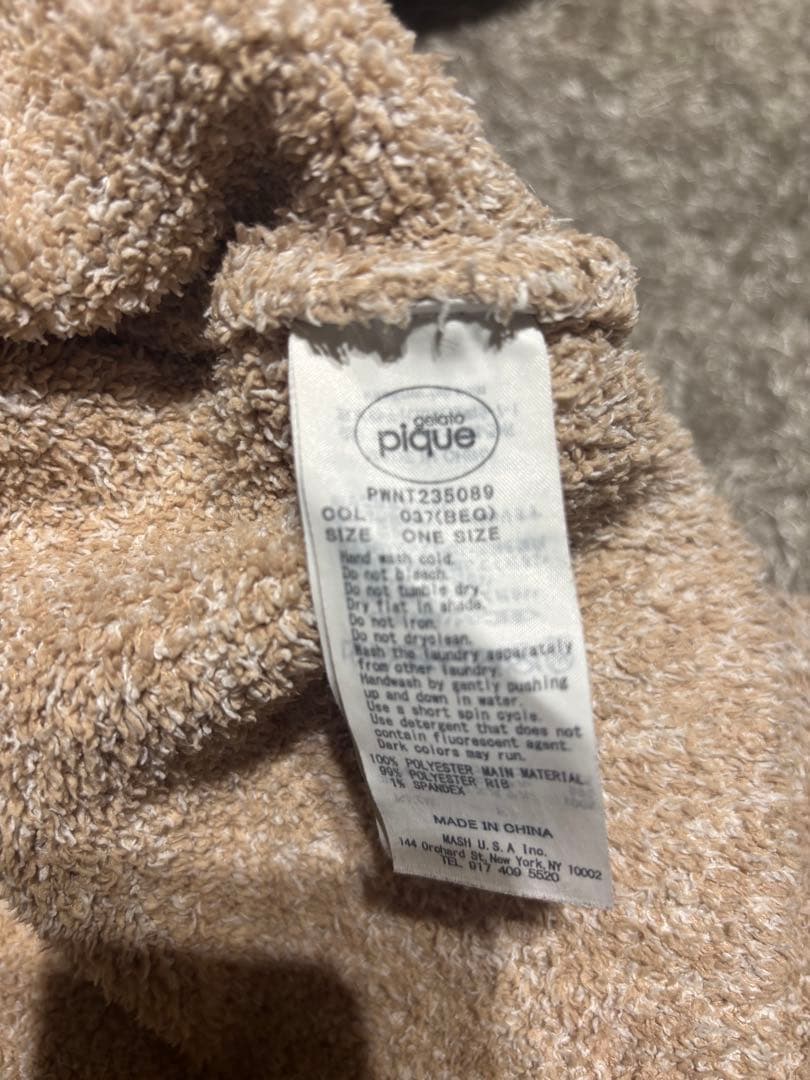 gelato
pique
PWNT235089
COL 037(BEG)
SIZE ONE SIZE
Hand wash cold.
Do not bleach.
Do not tumble dry.
Dry flat in shade.
Do not iron.
Do not dryclean.
Wash the laundry separately
from other laundry.
Handwash by gently pushing
up and down in water.
Use a short spin cycle.
Use detergent that does not
contain fluorescent agent.
Dark colors may run.
100% POLYESTER MAIN MATERIAL
99% POLYESTER RIB
1% SPANDEX
MADE IN CHINA
MASH U.S.A Inc.
144 Orchard St, New York, NY 10002
TEL 917 409 5520